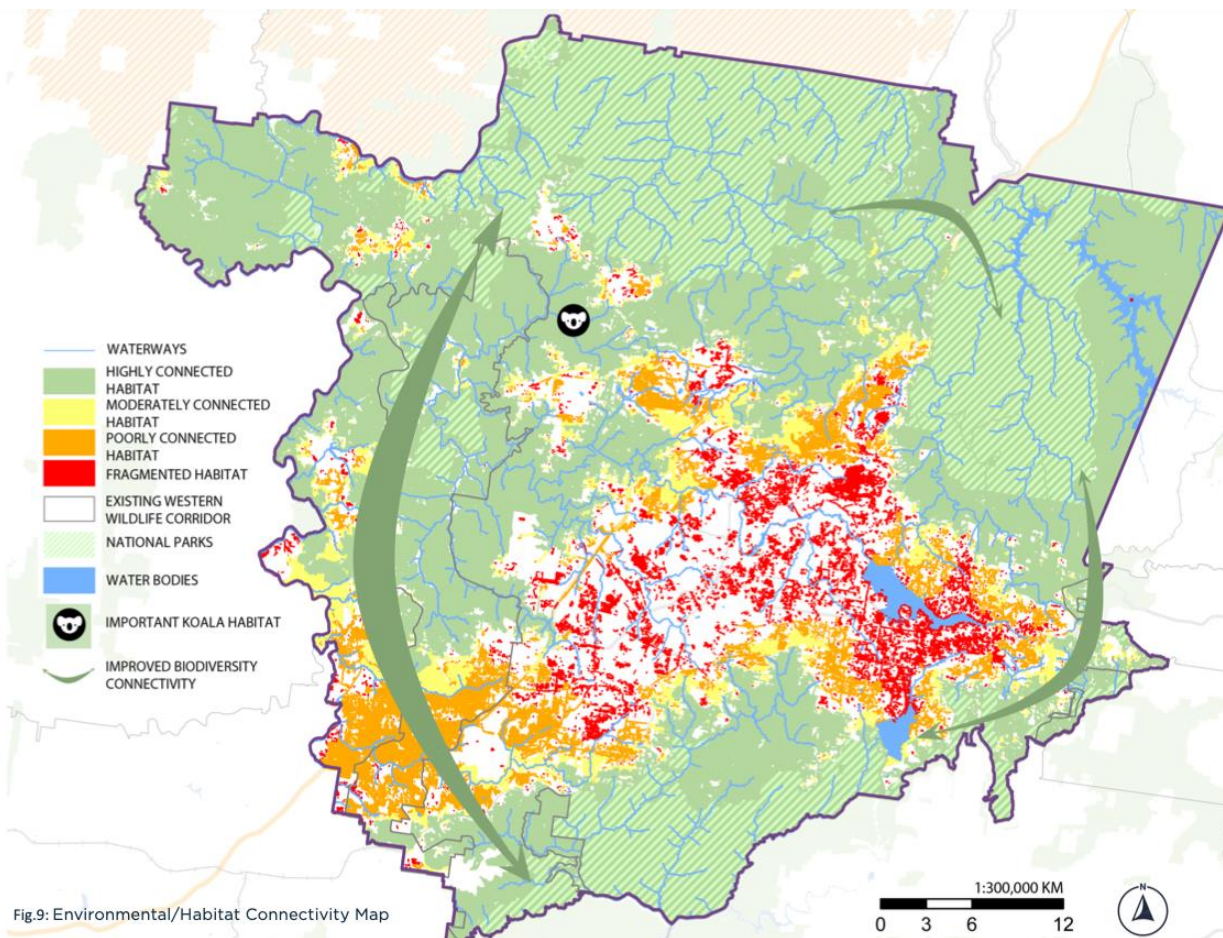 WATERWAYS
HIGHLY CONNECTED
HABITAT
MODERATELY CONNECTED
HABITAT
POORLY CONNECTED
HABITAT
FRAGMENTED HABITAT
EXISTING WESTERN
WILDLIFE CORRIDOR
NATIONAL PARKS
WATER BODIES
IMPORTANT KOALA HABITAT
IMPROVED BIODIVERSITY
CONNECTIVITY
Fig.9: Environmental/Habitat Connectivity Map
1:300,000 KM
0 3 6 12
N